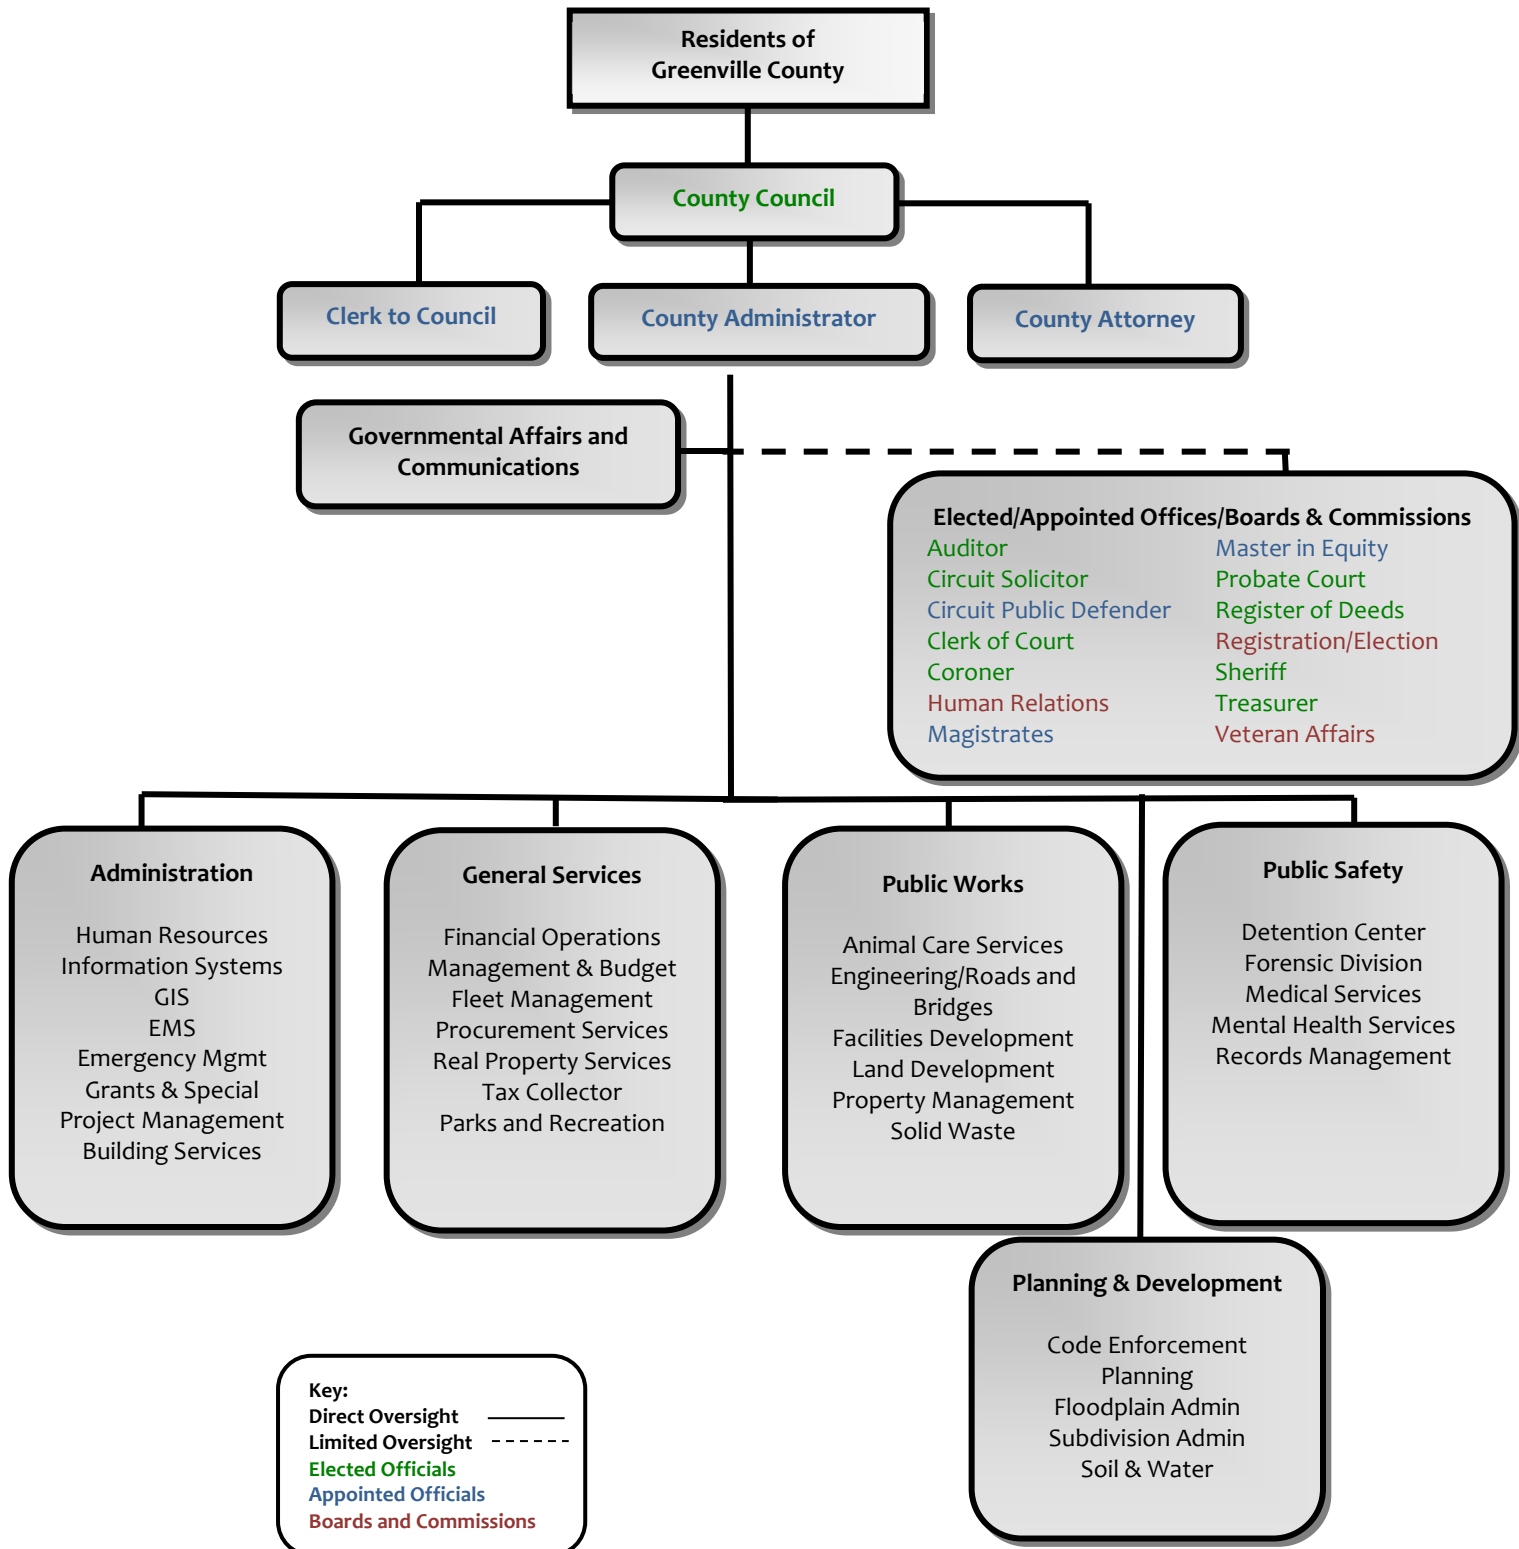 Residents of
Greenville County
County Council
Clerk to Council
County Administrator
County Attorney
Governmental Affairs and
Communications
Elected/Appointed Offices/Boards & Commissions
Auditor
Circuit Solicitor
Circuit Public Defender
Clerk of Court
Coroner
Human Relations
Magistrates
Master in Equity
Probate Court
Register of Deeds
Registration/Election
Sheriff
Treasurer
Veteran Affairs
Administration
Human Resources
Information Systems
GIS
EMS
Emergency Mgmt
Grants & Special
Project Management
Building Services
General Services
Financial Operations
Management & Budget
Fleet Management
Procurement Services
Real Property Services
Tax Collector
Parks and Recreation
Public Works
Animal Care Services
Engineering/Roads and
Bridges
Facilities Development
Land Development
Property Management
Solid Waste
Public Safety
Detention Center
Forensic Division
Medical Services
Mental Health Services
Records Management
Planning & Development
Code Enforcement
Planning
Floodplain Admin
Subdivision Admin
Soil & Water
Key:
Direct Oversight
Limited Oversight
Elected Officials
Appointed Officials
Boards and Commissions